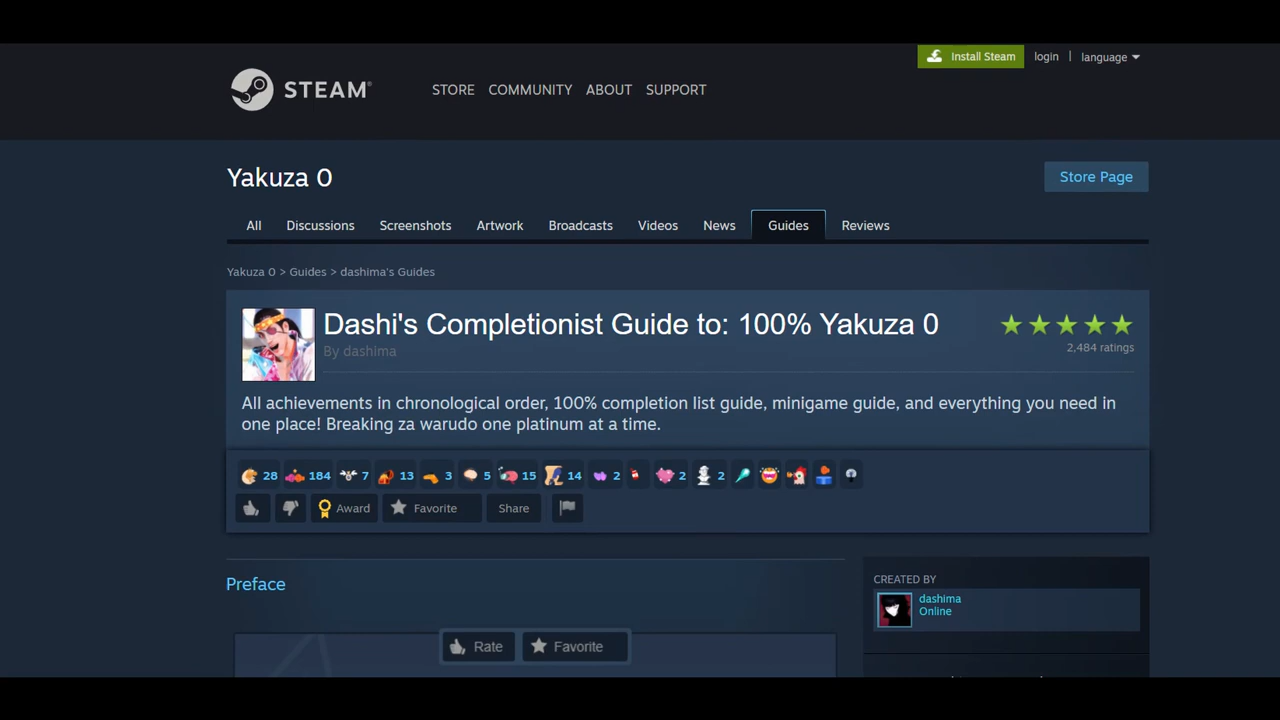 Install Steam login | language
STEAM®
STORE COMMUNITY ABOUT SUPPORT
Yakuza 0
Store Page
All Discussions Screenshots Artwork Broadcasts Videos News Guides Reviews
Yakuza 0 > Guides > dashima's Guides
Dashi's Completionist Guide to: 100% Yakuza 0
By dashima
2,484 ratings
All achievements in chronological order, 100% completion list guide, minigame guide, and everything you need in
one place! Breaking za warudo one platinum at a time.
28 184 7 13 3 5 15 14 2 2 2
Award Favorite Share
Preface
CREATED BY
dashima
Online
Rate Favorite